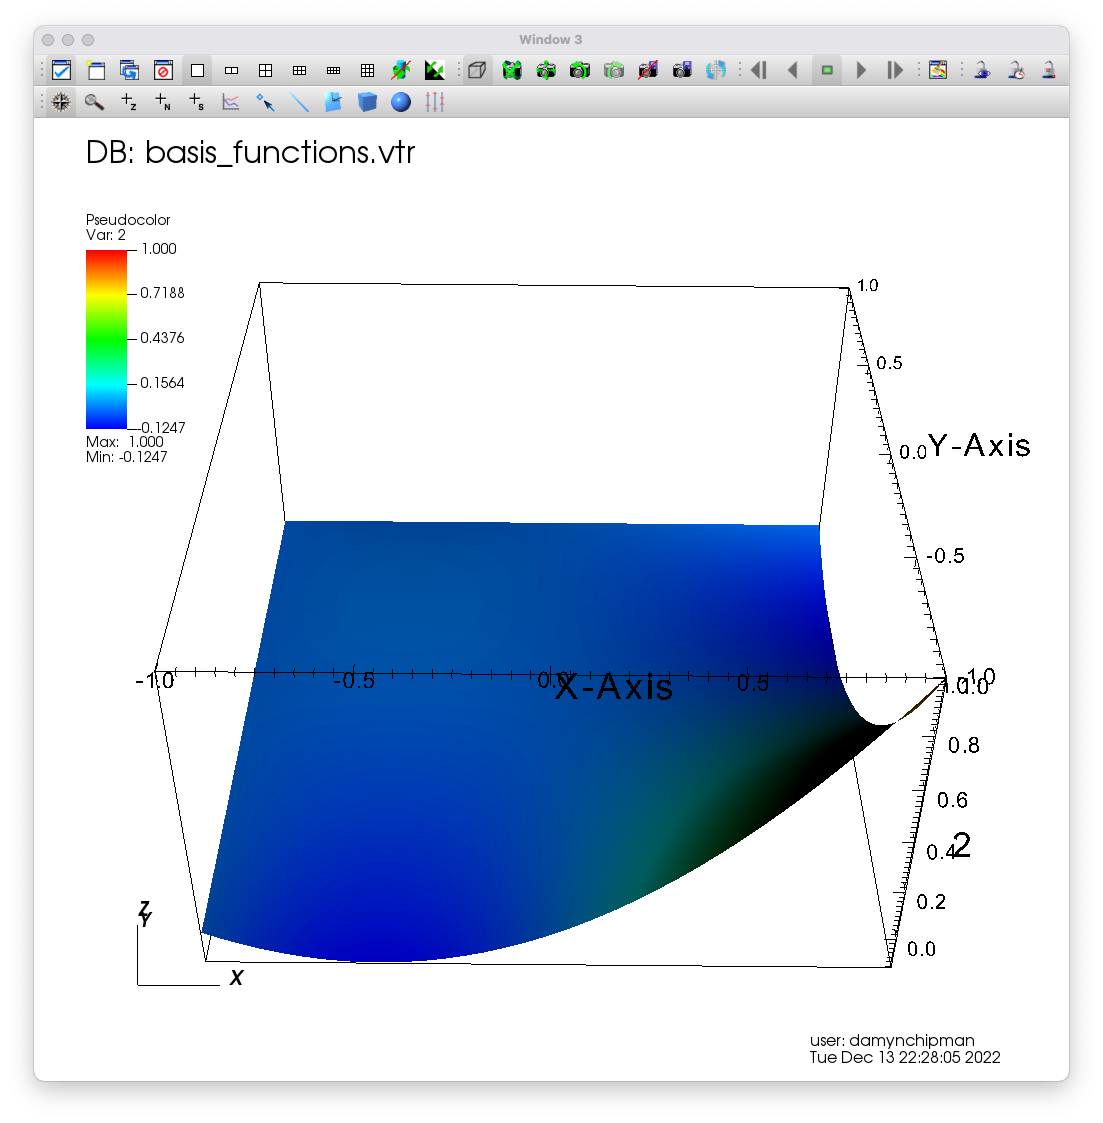 Window 3
DB: basis_functions.vtr
Pseudocolor
Var: 2
1.000
0.7188
0.4376
0.1564
-0.1247
Max: 1.000
Min: -0.1247
1.0
0.5
0.0
Y-Axis
-0.5
-1.0
-1.0
-0.5
0.0
X-Axis
0.5
1.0
1.0
0.8
0.6
0.4
2
0.2
0.0
Z
Y
X
user: damynchipman
Tue Dec 13 22:28:05 2022